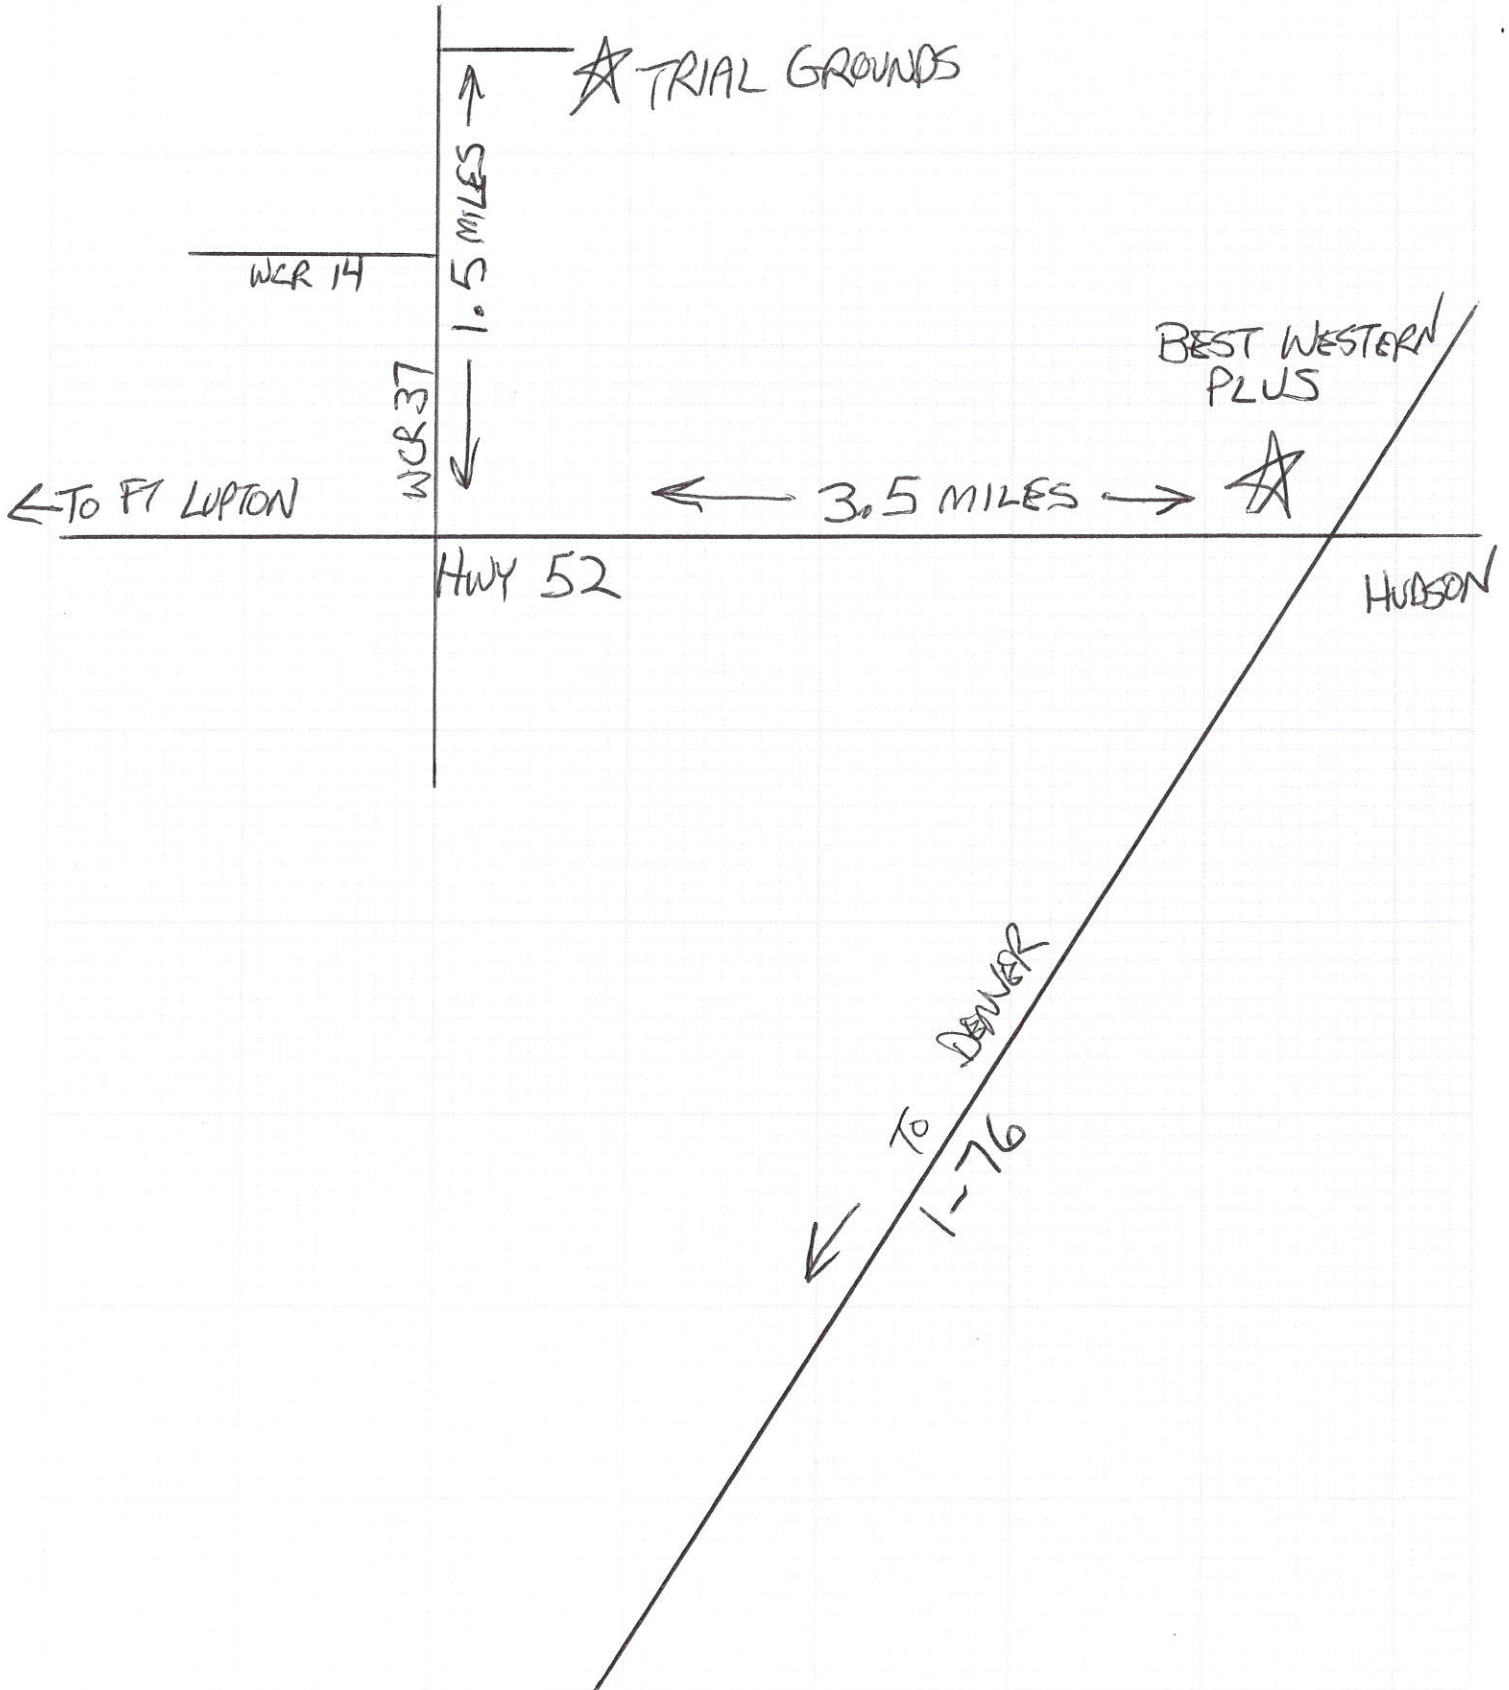 TRIAL GROUNDS
1.5 MILES
WCR 14
WCR 37
BEST WESTERN
PLUS
TO FT LUPTON
3.5 MILES
HWY 52
HUDSON
TO DENVER
I-76